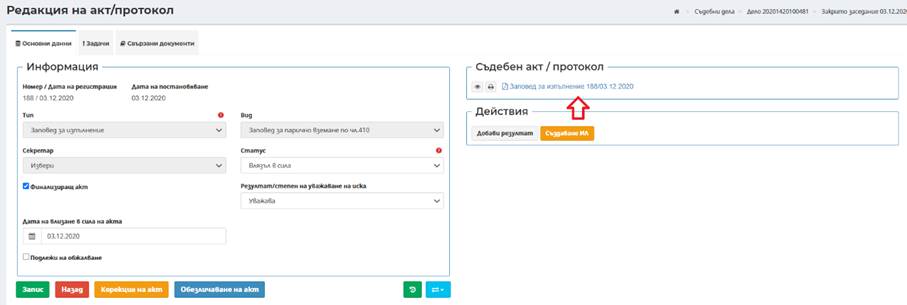 Редакция на акт/протокол
Съдебни дела
Дело 20201420100481
Закрито заседание 03.12.202
Основни данни
Задачи
Свързани документи
Информация
Номер / Дата на регистрация
Дата на постановяване
188 / 03.12.2020
03.12.2020
Тип
Вид
Заповед за изпълнение
Заповед за парично вземане по чл.410
Секретар
Статус
Избери
Влязъл в сила
Финализиращ акт
Резултат/степен на уважаване на иска
Уважава
Дата на влизане в сила на акта
03.12.2020
Подлежи на обжалване
Запис
Назад
Корекция на акт
Обезличаване на акт
Съдебен акт / протокол
Заповед за изпълнение 188/03.12.2020
Действия
Добави резултат
Създаване ИЛ